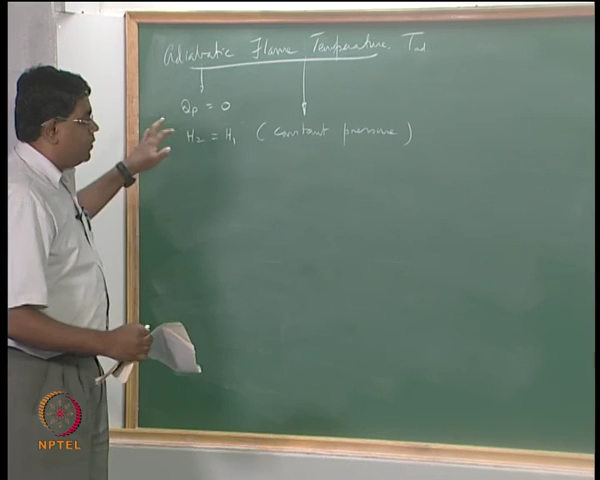 Adiabatic Flame Temperature, Tad.
Qp = 0
H2 = H1 (constant pressure)
NPTEL